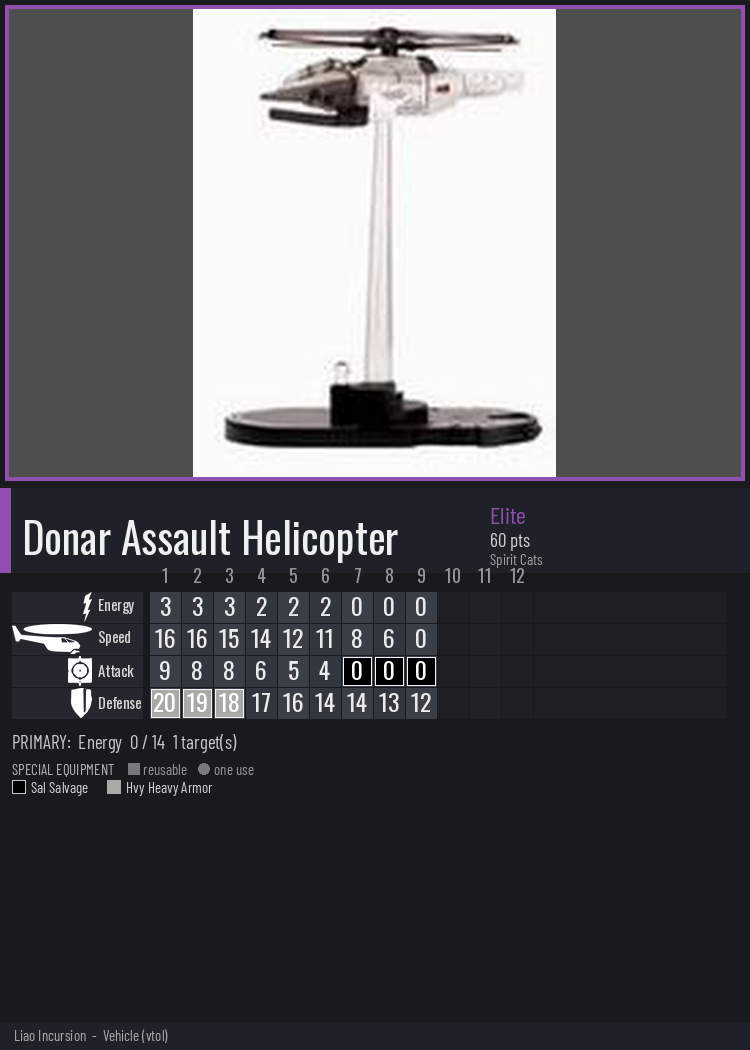 Donar Assault Helicopter
Elite
60 pts
Spirit Cats
1 2 3 4 5 6 7 8 9 10 11 12
Energy 3 3 3 2 2 2 0 0 0
Speed 16 16 15 14 12 11 8 6 0
Attack 9 8 8 6 5 4 0 0 0
Defense 20 19 18 17 16 14 14 13 12
PRIMARY: Energy 0 / 14 1 target(s)
SPECIAL EQUIPMENT reusable one use
Sal Salvage Hvy Heavy Armor
Liao Incursion - Vehicle (vtol)